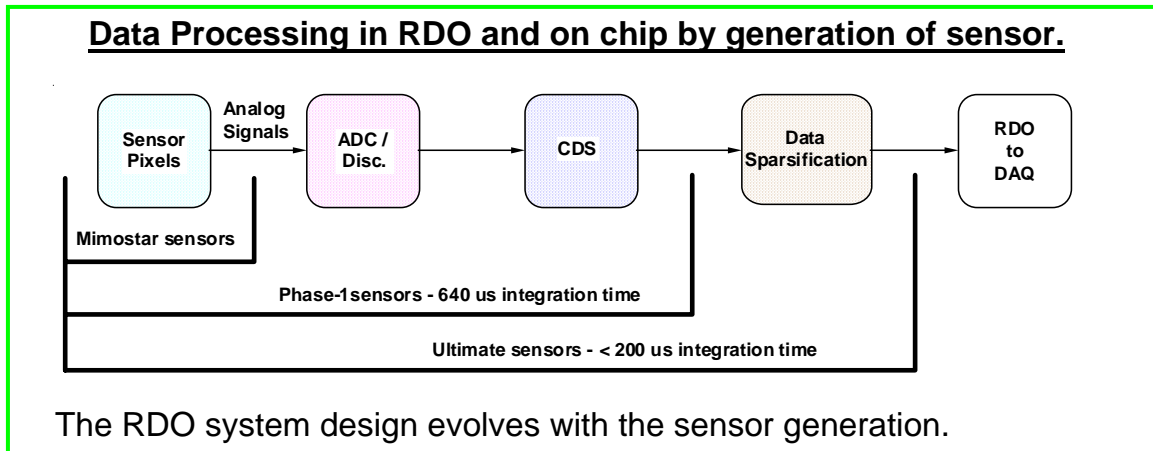 Data Processing in RDO and on chip by generation of sensor.
Analog
Signals
Sensor
Pixels
ADC /
Disc.
CDS
Data
Sparsification
RDO
to
DAQ
Mimostar sensors
Phase-1sensors - 640 us integration time
Ultimate sensors - < 200 us integration time
The RDO system design evolves with the sensor generation.